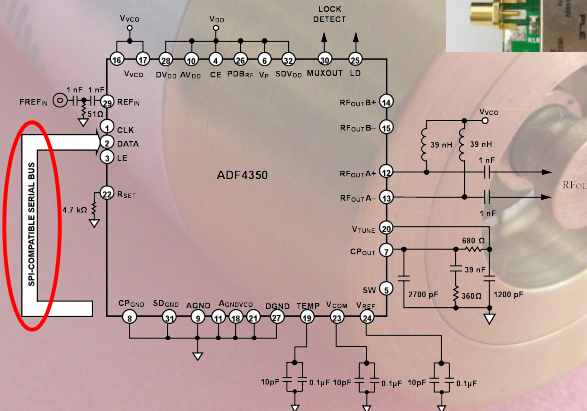 LOCK
DETECT
VVCO
VDD
16
17
28
10
4
26
6
32
30
25
VVCO
DVDD
AVDD
CE
PDBRF
VP
SDVDD
MUXOUT
LD
1 nF
1 nF
FREFIN
29
REFIN
51Ω
1
CLK
2
DATA
3
LE
22
RSET
4.7 kΩ
SPI-COMPATIBLE SERIAL BUS
ADF4350
RFOUTB+
14
RFOUTB−
15
VVCO
39 nH
39 nH
1 nF
RFOUTA+
12
RFOUTA−
13
1 nF
RFOU
VTUNE
20
CPOUT
7
680 Ω
39 nF
2700 pF
360Ω
1200 pF
SW
5
CPGND
SDGND
AGND
AGNDVCO
DGND
TEMP
VCOM
VREF
8
31
9
11
18
21
27
19
23
24
10pF
0.1µF
10pF
0.1µF
10pF
0.1µF